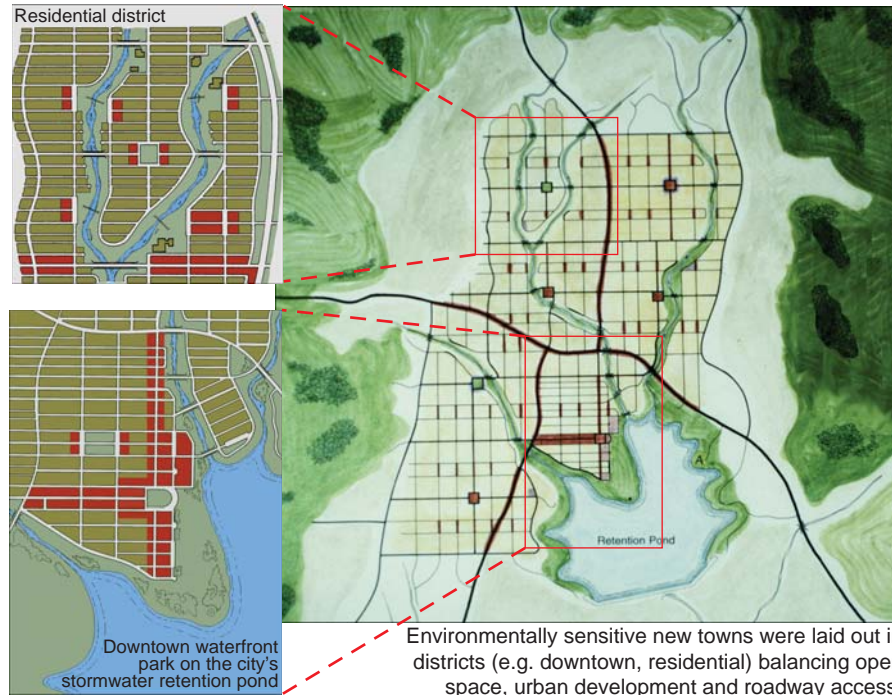 Residential district
Retention Pond
A
Downtown waterfront
park on the city's
stormwater retention pond
Environmentally sensitive new towns were laid out i
districts (e.g. downtown, residential) balancing ope
space, urban development and roadway access